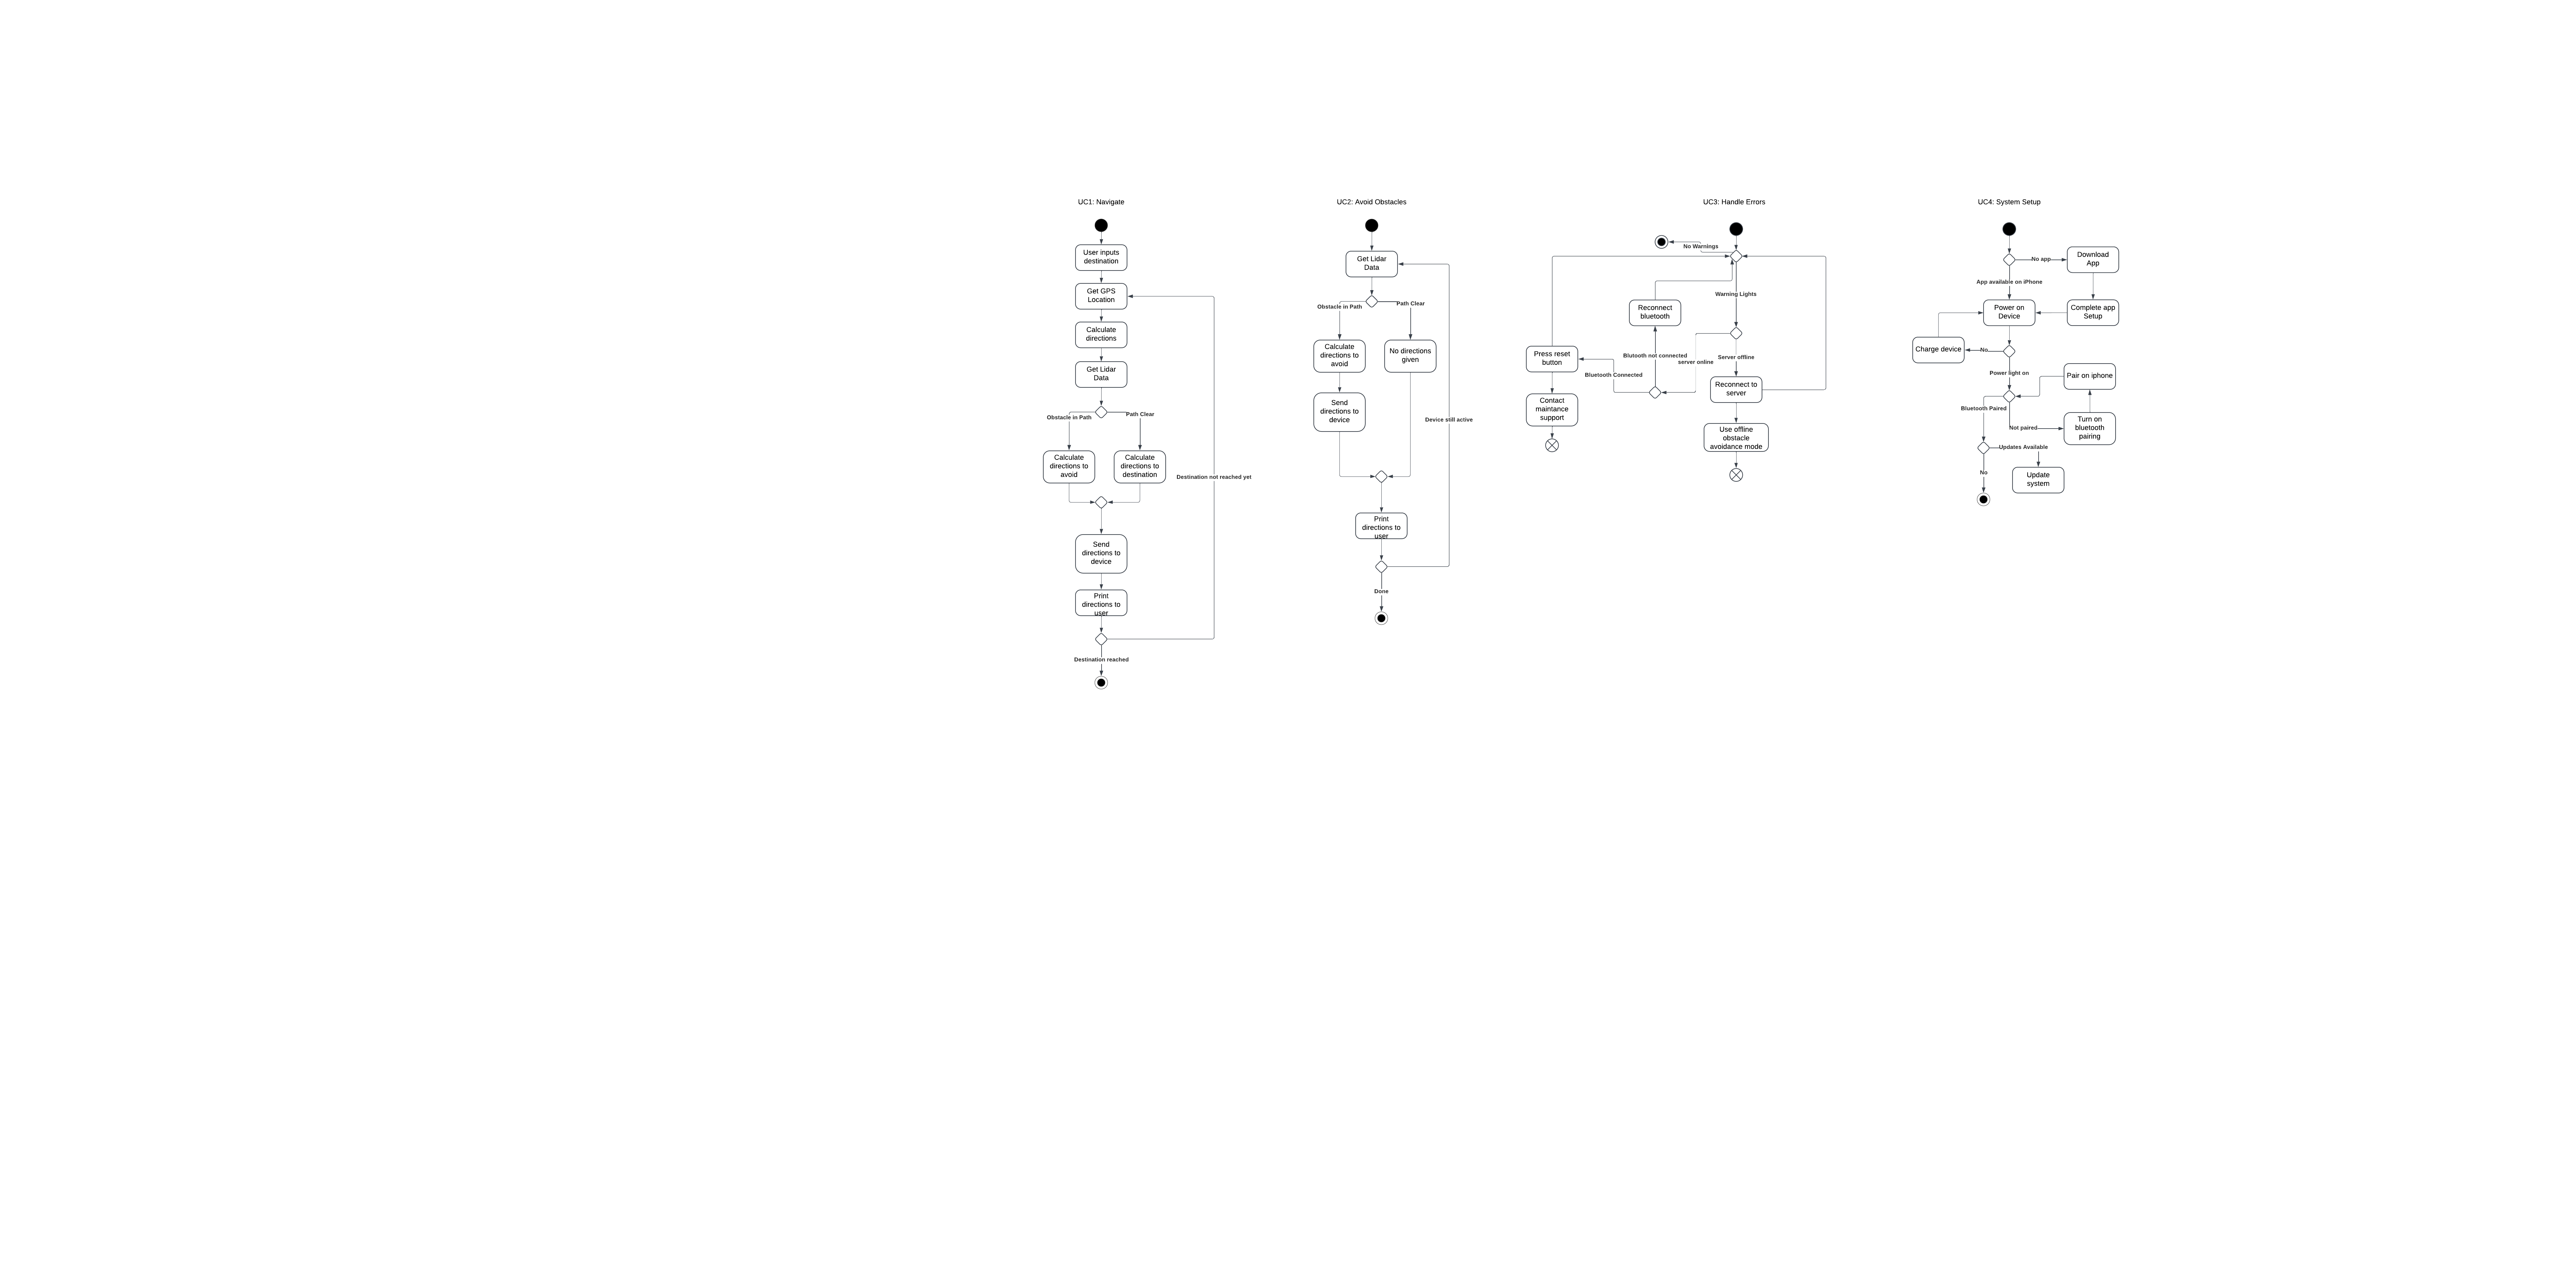 UC1: Navigate
User inputs
destination
Get GPS
Location
Calculate
directions
Get Lidar
Data
Obstacle in Path
Path Clear
Calculate
directions to
avoid
Calculate
directions to
destination
Destination not reached yet
Send
directions to
device
Print
directions to
user
Destination reached
UC2: Avoid Obstacles
Get Lidar
Data
Obstacle in Path
Path Clear
Calculate
directions to
avoid
No directions
given
Send
directions to
device
Device still active
Print
directions to
user
Done
UC3: Handle Errors
No Warnings
Warning Lights
Reconnect
bluetooth
Press reset
button
Blutooth not connected
server online
Server offline
Bluetooth Connected
Reconnect to
server
Contact
maintance
support
Use offline
obstacle
avoidance mode
UC4: System Setup
No app
Download
App
App available on iPhone
Power on
Device
Complete app
Setup
Charge device
No
Power light on
Pair on iphone
Bluetooth Paired
Not paired
Turn on
bluetooth
pairing
Updates Available
No
Update
system